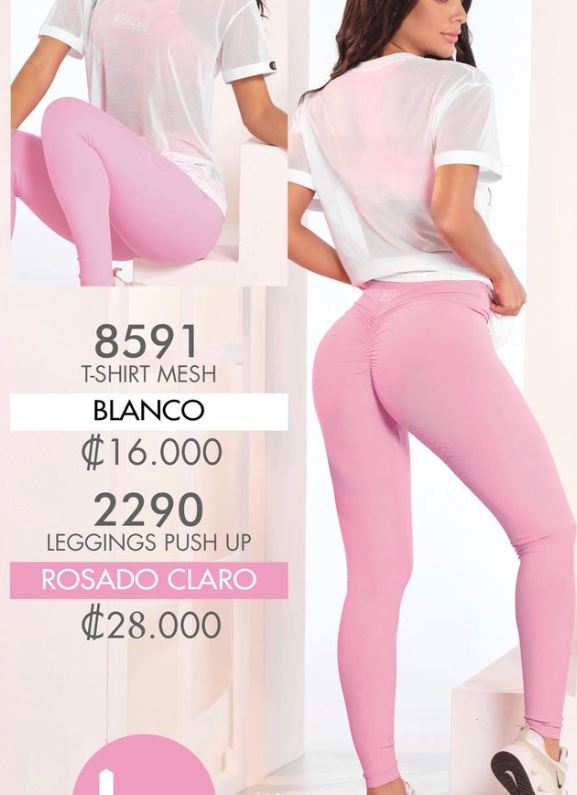 8591
T-SHIRT MESH
BLANCO
₡16.000
2290
LEGGINGS PUSH UP
ROSADO CLARO
₡28.000